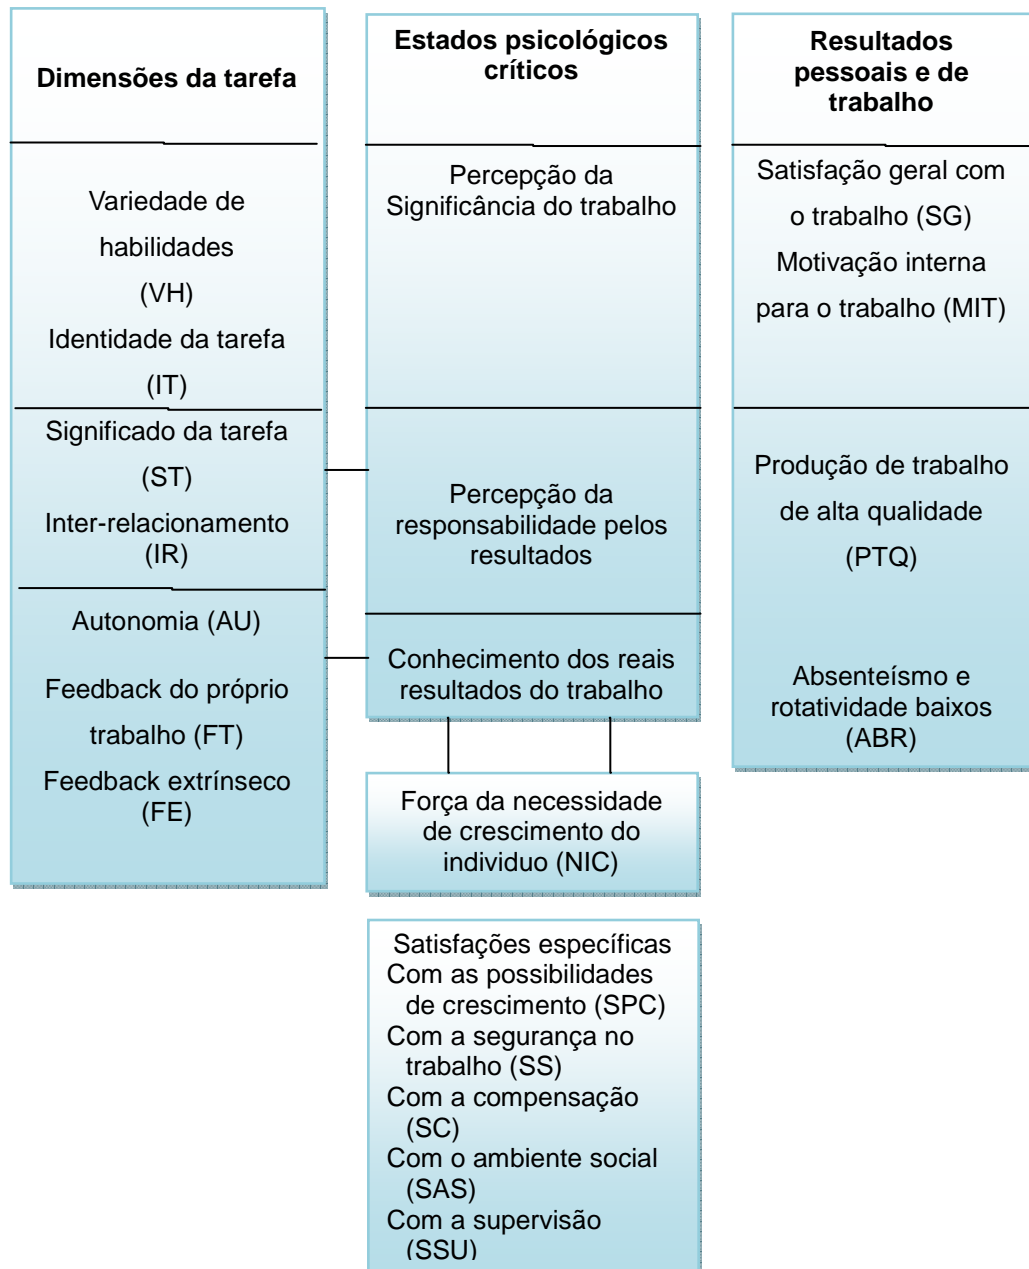 Dimensões da tarefa
Variedade de
habilidades
(VH)
Identidade da tarefa
(IT)
Significado da tarefa
(ST)
Inter-relacionamento
(IR)
Autonomia (AU)
Feedback do próprio
trabalho (FT)
Feedback extrínseco
(FE)
Estados psicológicos
críticos
Percepção da
Significância do trabalho
Percepção da
responsabilidade pelos
resultados
Conhecimento dos reais
resultados do trabalho
Força da necessidade
de crescimento do
individuo (NIC)
Satisfações específicas
Com as possibilidades
de crescimento (SPC)
Com a segurança no
trabalho (SS)
Com a compensação
(SC)
Com o ambiente social
(SAS)
Com a supervisão
(SSU)
Resultados
pessoais e de
trabalho
Satisfação geral com
o trabalho (SG)
Motivação interna
para o trabalho (MIT)
Produção de trabalho
de alta qualidade
(PTQ)
Absenteísmo e
rotatividade baixos
(ABR)